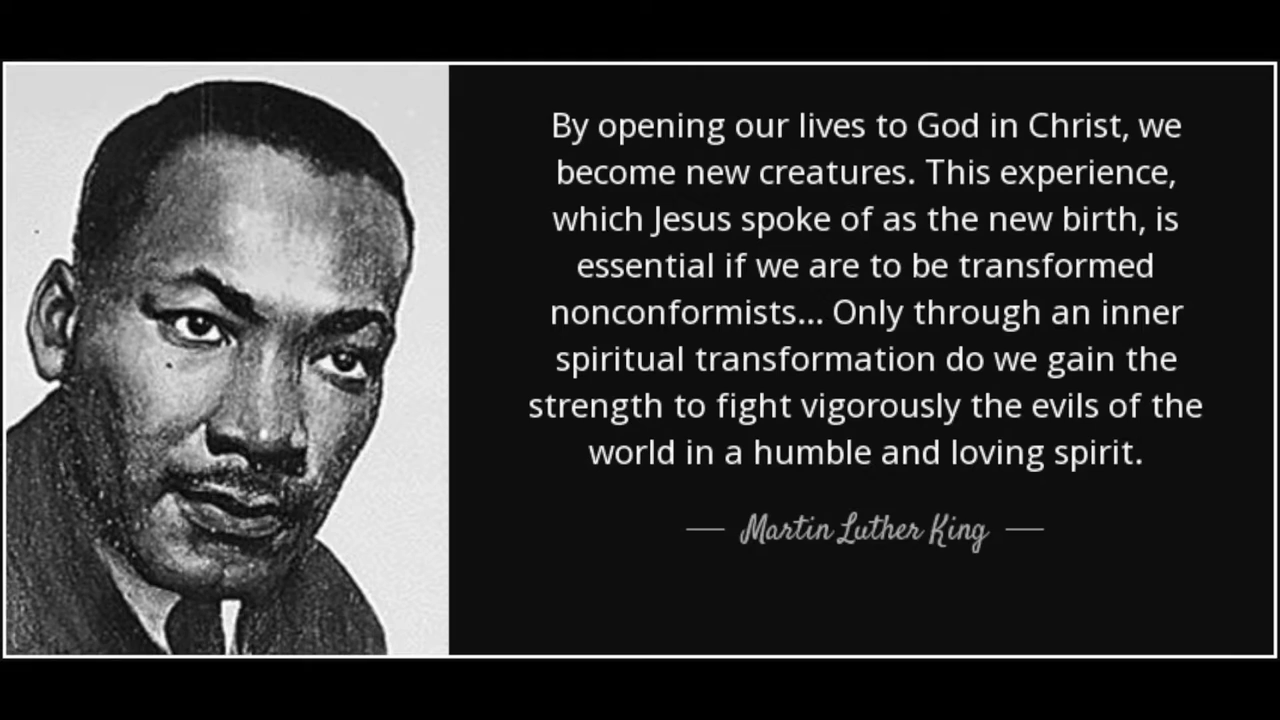 By opening our lives to God in Christ, we
become new creatures. This experience,
which Jesus spoke of as the new birth, is
essential if we are to be transformed
nonconformists... Only through an inner
spiritual transformation do we gain the
strength to fight vigorously the evils of the
world in a humble and loving spirit.
— Martin Luther King —